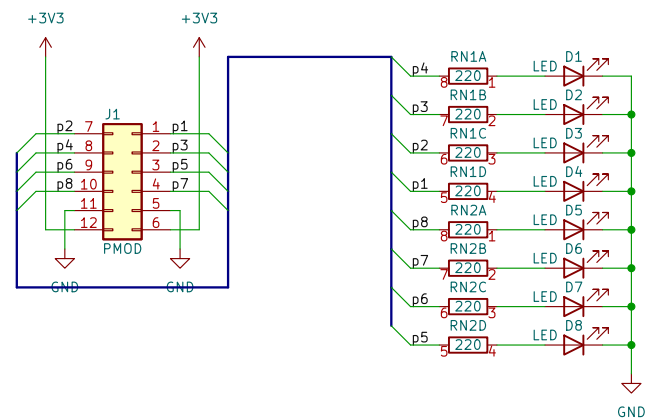 +3V3 +3V3
J1
p2 7 1 p1
p4 8 2 p3
p6 9 3 p5
p8 10 4 p7
11 5
12 6
PMOD
GND GND
RN1A LED D1
p4 8 220 1
RN1B LED D2
p3 7 220 2
RN1C LED D3
p2 6 220 3
RN1D LED D4
p1 5 220 4
RN2A LED D5
p8 8 220 1
RN2B LED D6
p7 7 220 2
RN2C LED D7
p6 6 220 3
RN2D LED D8
p5 5 220 4
GND